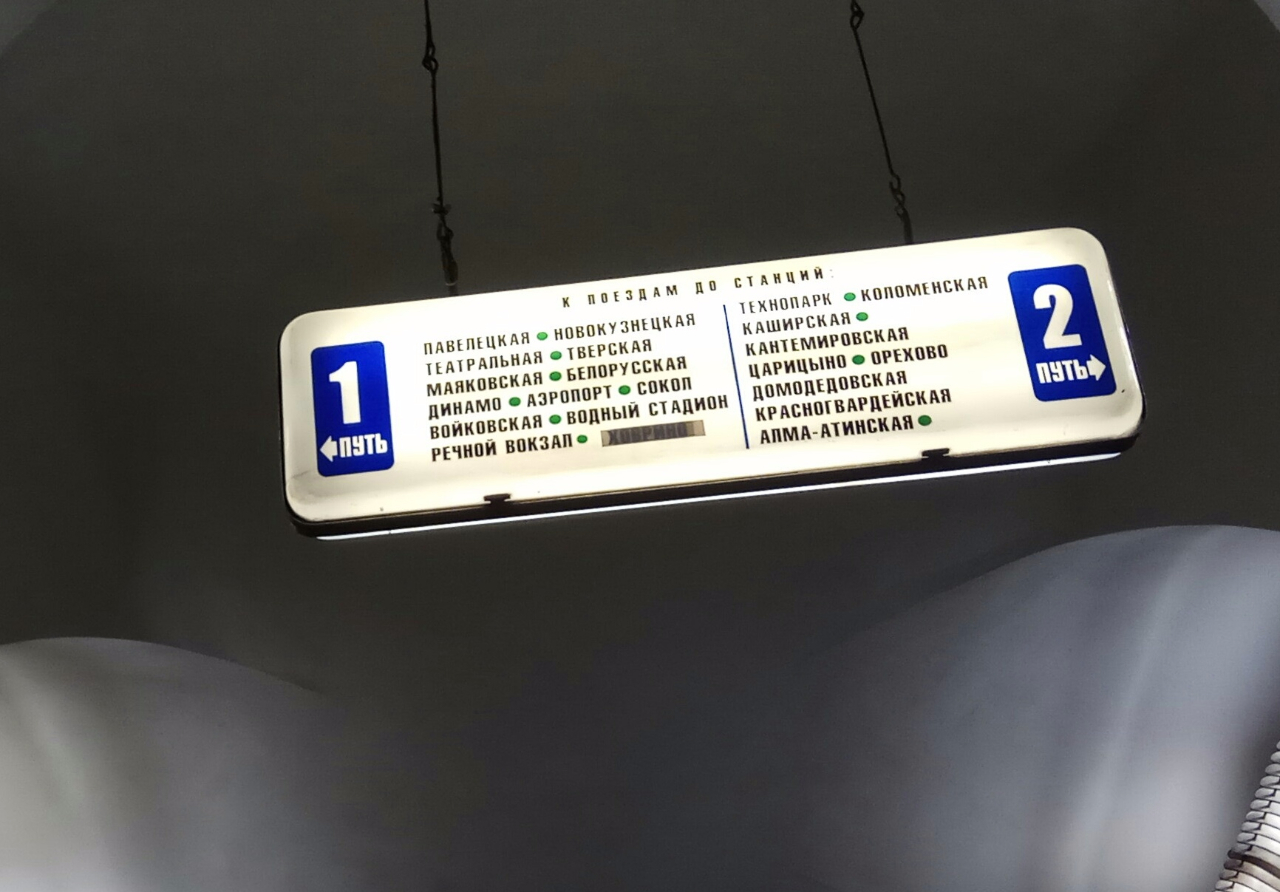 К ПОЕЗДАМ ДО СТАНЦИЙ:
1
←ПУТЬ
ПАВЕЛЕЦКАЯ ● НОВОКУЗНЕЦКАЯ
ТЕАТРАЛЬНАЯ ● ТВЕРСКАЯ
МАЯКОВСКАЯ ● БЕЛОРУССКАЯ
ДИНАМО ● АЭРОПОРТ ● СОКОЛ
ВОЙКОВСКАЯ ● ВОДНЫЙ СТАДИОН
РЕЧНОЙ ВОКЗАЛ ● ХОВРИНО
ТЕХНОПАРК ● КОЛОМЕНСКАЯ
КАШИРСКАЯ ●
КАНТЕМИРОВСКАЯ
ЦАРИЦЫНО ● ОРЕХОВО
ДОМОДЕДОВСКАЯ
КРАСНОГВАРДЕЙСКАЯ
АЛМА-АТИНСКАЯ ●
2
ПУТЬ→